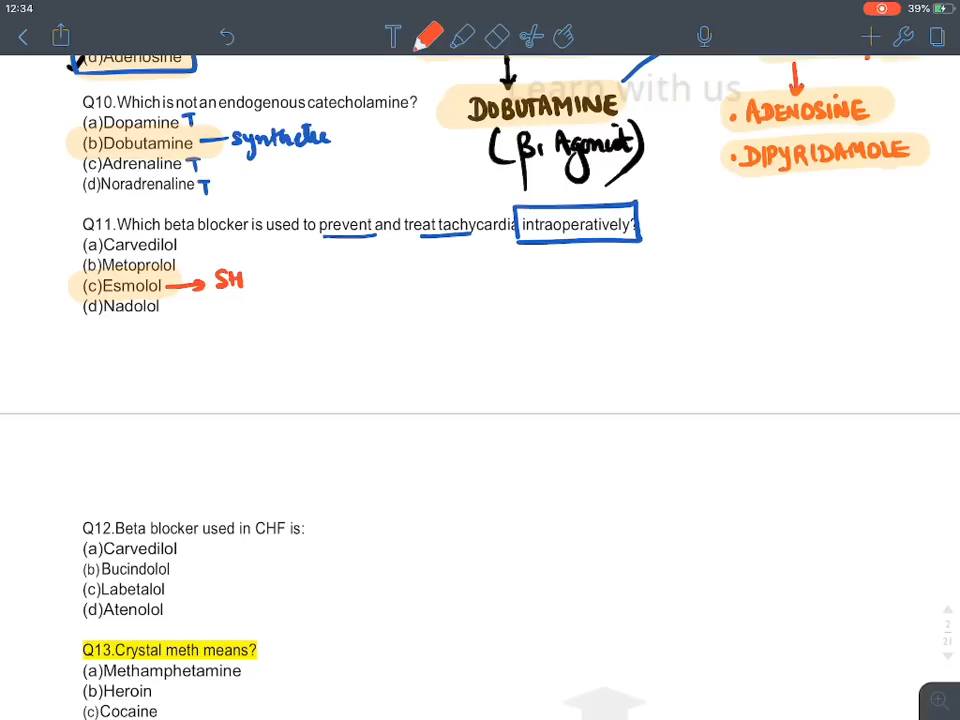 12:34
39%
(d)Adenosine
Learn with us
Q10.Which is not an endogenous catecholamine?
(a)Dopamine T
(b)Dobutamine synthetic
(c)Adrenaline T
(d)Noradrenaline T
DOBUTAMINE
(β1 Agonist)
• ADENOSINE
• DIPYRIDAMOLE
Q11.Which beta blocker is used to prevent and treat tachycardia intraoperatively?
(a)Carvedilol
(b)Metoprolol
(c)Esmolol → SH
(d)Nadolol
Q12.Beta blocker used in CHF is:
(a)Carvedilol
(b)Bucindolol
(c)Labetalol
(d)Atenolol
Q13.Crystal meth means?
(a)Methamphetamine
(b)Heroin
(c)Cocaine
2